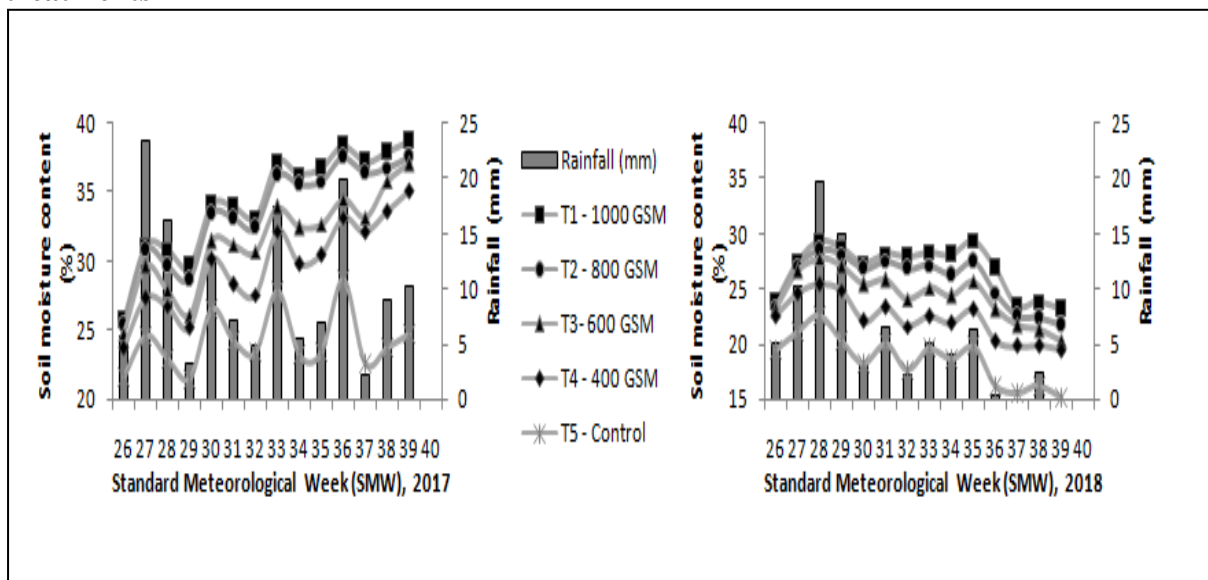 Soil moisture content (%)
40
35
30
25
20
25
20
15
10
5
0
Rainfall (mm)
26 27 28 29 30 31 32 33 34 35 36 37 38 39 40
Standard Meteorological Week (SMW), 2017
Rainfall (mm)
T1 - 1000 GSM
T2 - 800 GSM
T3 - 600 GSM
T4 - 400 GSM
T5 - Control
Soil moisture content (%)
40
35
30
25
20
15
25
20
15
10
5
0
Rainfall (mm)
26 27 28 29 30 31 32 33 34 35 36 37 38 39 40
Standard Meteorological Week (SMW), 2018